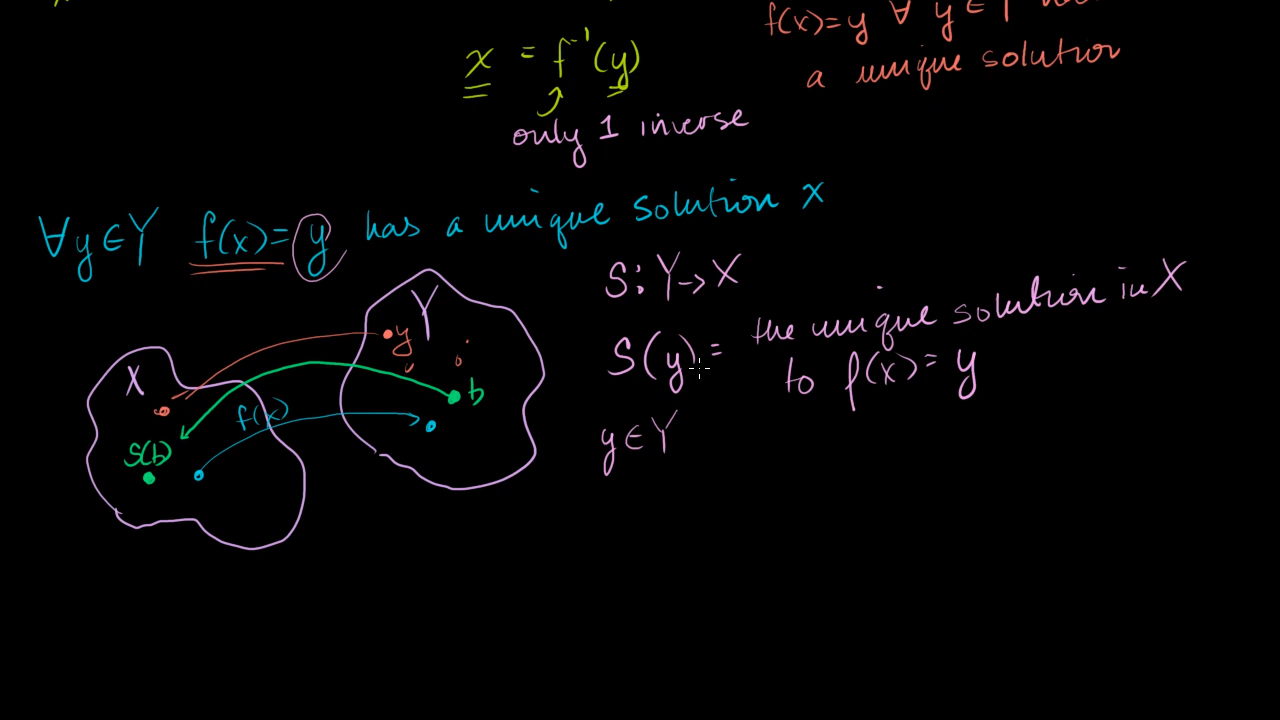 f(x)=y ∀ y ∈ Y
a unique solution
x = f⁻¹(y)
only 1 inverse
∀y∈Y f(x)=y has a unique solution x
S: Y→X
S(y)= the unique solution in X
to f(x)=y
y∈Y
Y
y
b
X
f(x)
S(b)